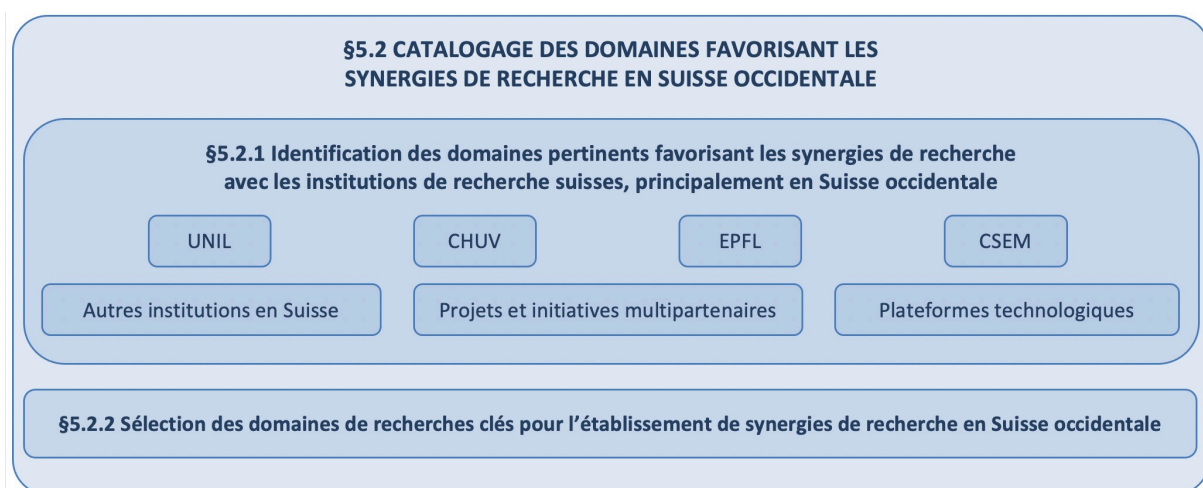 §5.2 CATALOGAGE DES DOMAINES FAVORISANT LES
SYNERGIES DE RECHERCHE EN SUISSE OCCIDENTALE
§5.2.1 Identification des domaines pertinents favorisant les synergies de recherche
avec les institutions de recherche suisses, principalement en Suisse occidentale
UNIL
CHUV
EPFL
CSEM
Autres institutions en Suisse
Projets et initiatives multipartenaires
Plateformes technologiques
§5.2.2 Sélection des domaines de recherches clés pour l’établissement de synergies de recherche en Suisse occidentale